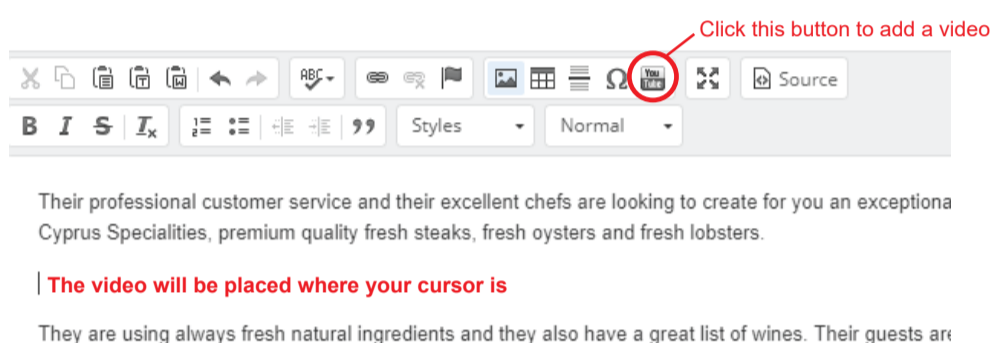 Click this button to add a video
ABC
Ω
You Tube
Source
B I S Ix
Styles
Normal
Their professional customer service and their excellent chefs are looking to create for you an exceptiona
Cyprus Specialities, premium quality fresh steaks, fresh oysters and fresh lobsters.
The video will be placed where your cursor is
They are using always fresh natural ingredients and they also have a great list of wines. Their guests are